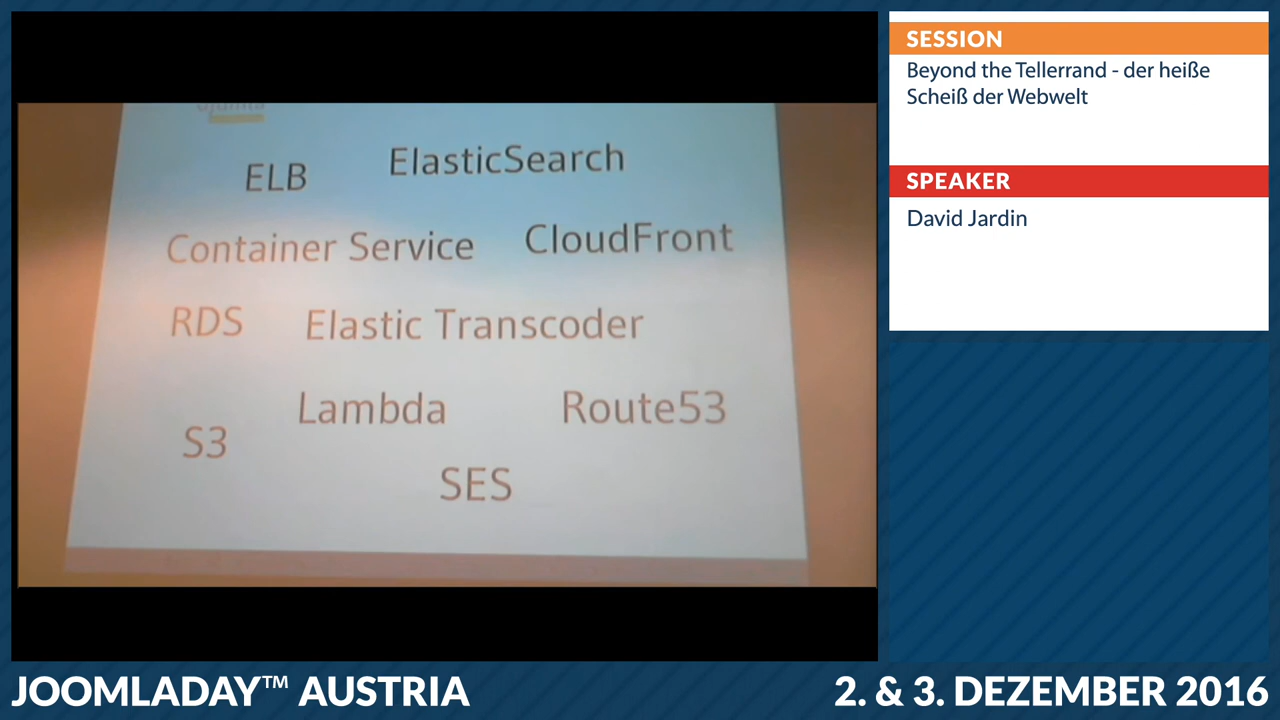 ELB
ElasticSearch
Container Service
CloudFront
RDS
Elastic Transcoder
Lambda
Route53
S3
SES
SESSION
Beyond the Tellerrand - der heiße
Scheiß der Webwelt
SPEAKER
David Jardin
JOOMLADAY™ AUSTRIA
2. & 3. DEZEMBER 2016